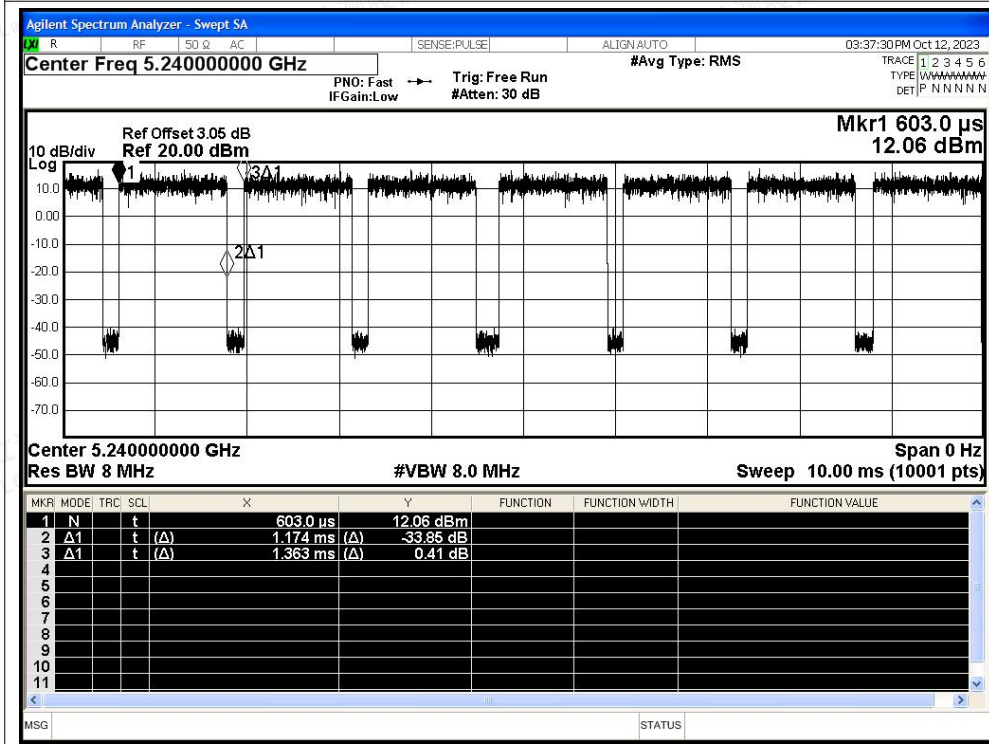 Agilent Spectrum Analyzer - Swept SA
LXI R RF 50 Ω AC SENSE:PULSE ALIGN AUTO 03:37:30 PM Oct 12, 2023
Center Freq 5.240000000 GHz #Avg Type: RMS TRACE 1 2 3 4 5 6
PNO: Fast Trig: Free Run TYPE
IFGain:Low #Atten: 30 dB DET P N N N N N
Mkr1 603.0 µs
Ref Offset 3.05 dB
10 dB/div Ref 20.00 dBm 12.06 dBm
Log
1 3Δ1
10.0
0.00
-10.0
2Δ1
-20.0
-30.0
-40.0
-50.0
-60.0
-70.0
Center 5.240000000 GHz Span 0 Hz
Res BW 8 MHz #VBW 8.0 MHz Sweep 10.00 ms (10001 pts)
MKR MODE TRC SCL X Y FUNCTION FUNCTION WIDTH FUNCTION VALUE
1 N t 603.0 µs 12.06 dBm
2 Δ1 t (Δ) 1.174 ms (Δ) -33.85 dB
3 Δ1 t (Δ) 1.363 ms (Δ) 0.41 dB
4
5
6
7
8
9
10
11
MSG STATUS